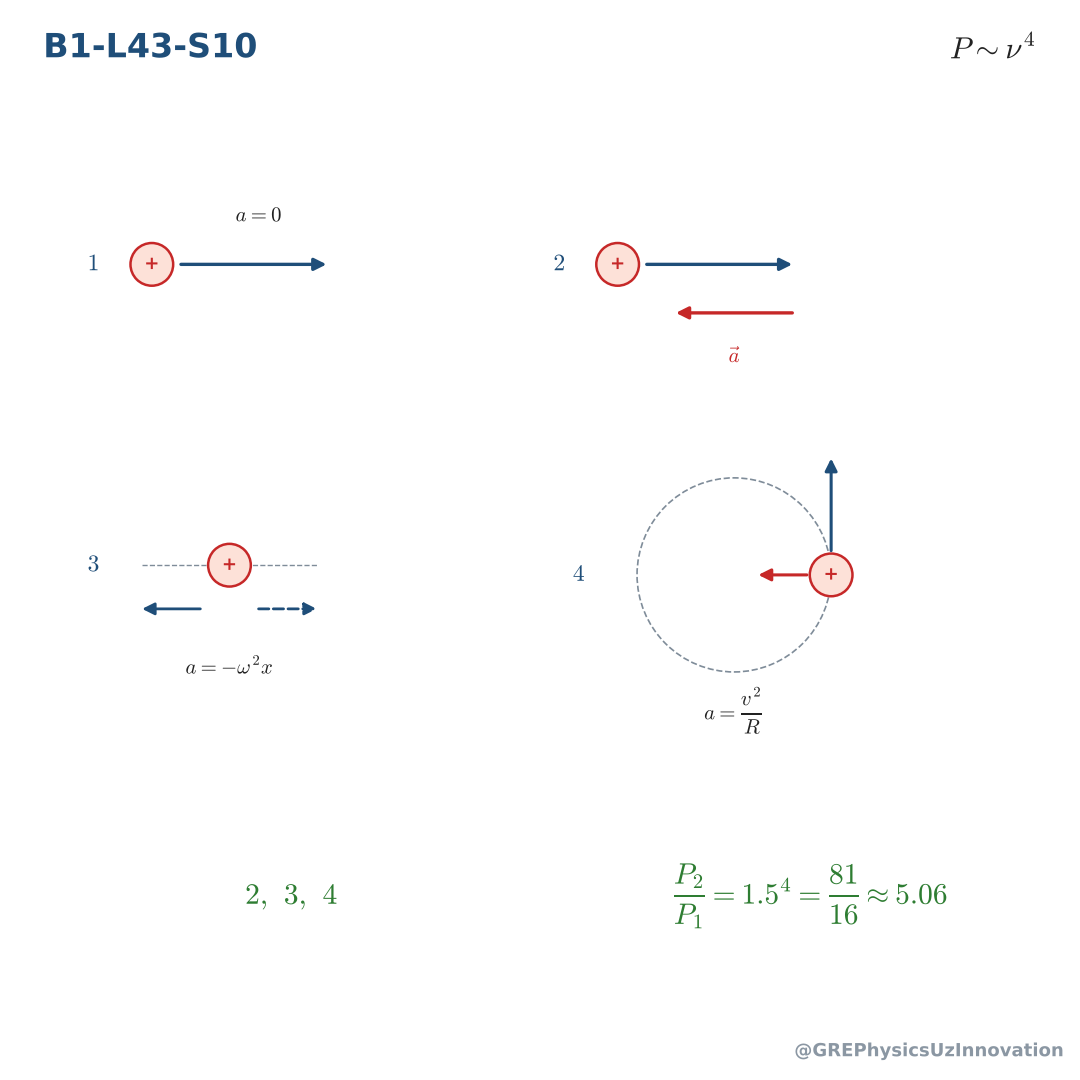 B1-L43-S10
P ~ ν⁴
a = 0
1 +
2 +
a⃗
3 +
4 +
a = −ω²x
a = v²/R
2, 3, 4
P₂/P₁ = 1.5⁴ = 81/16 ≈ 5.06
@GREPhysicsUzInnovation